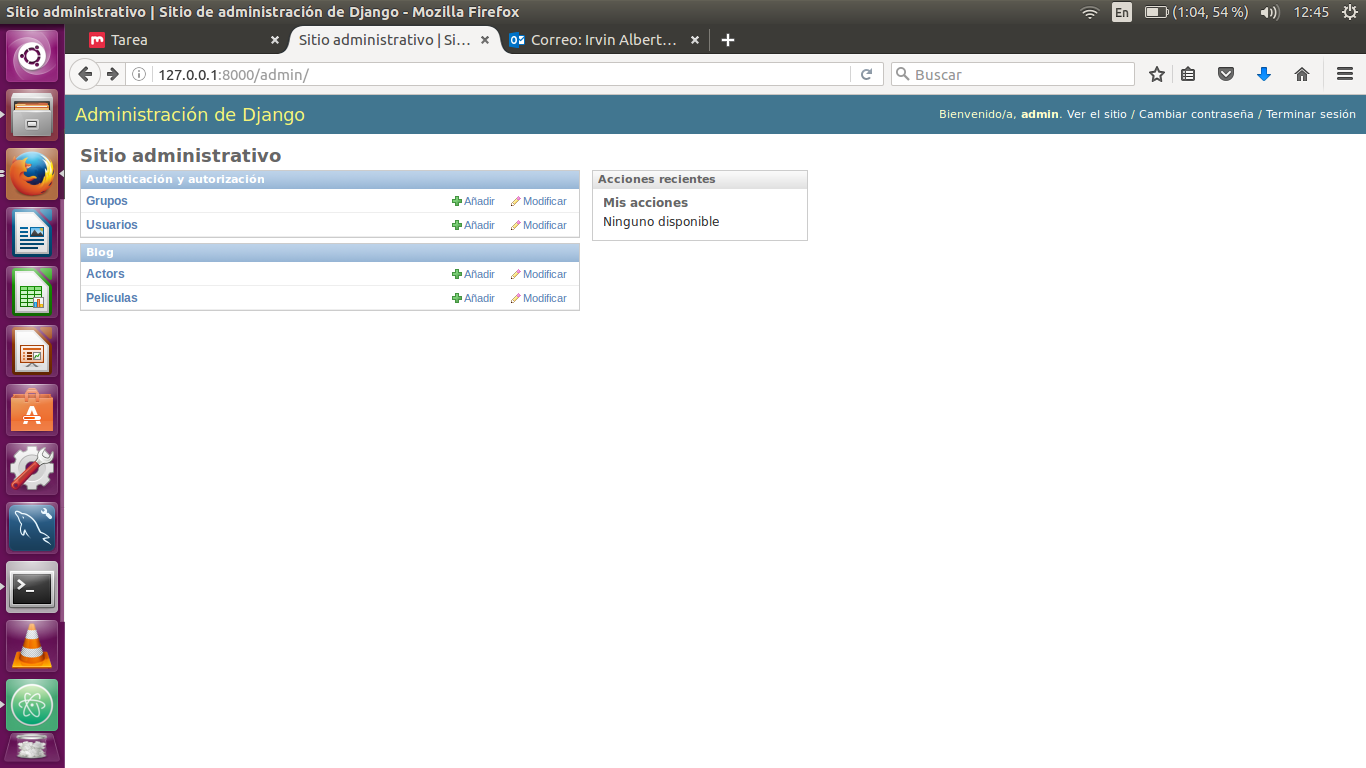 Sitio administrativo | Sitio de administración de Django - Mozilla Firefox
En (1:04, 54 %) 12:45
Tarea
Sitio administrativo | Si...
Correo: Irvin Albert...
127.0.0.1:8000/admin/
Buscar
Administración de Django
Bienvenido/a, admin. Ver el sitio / Cambiar contraseña / Terminar sesión
Sitio administrativo
Autenticación y autorización
Grupos Añadir Modificar
Usuarios Añadir Modificar
Blog
Actors Añadir Modificar
Peliculas Añadir Modificar
Acciones recientes
Mis acciones
Ninguno disponible